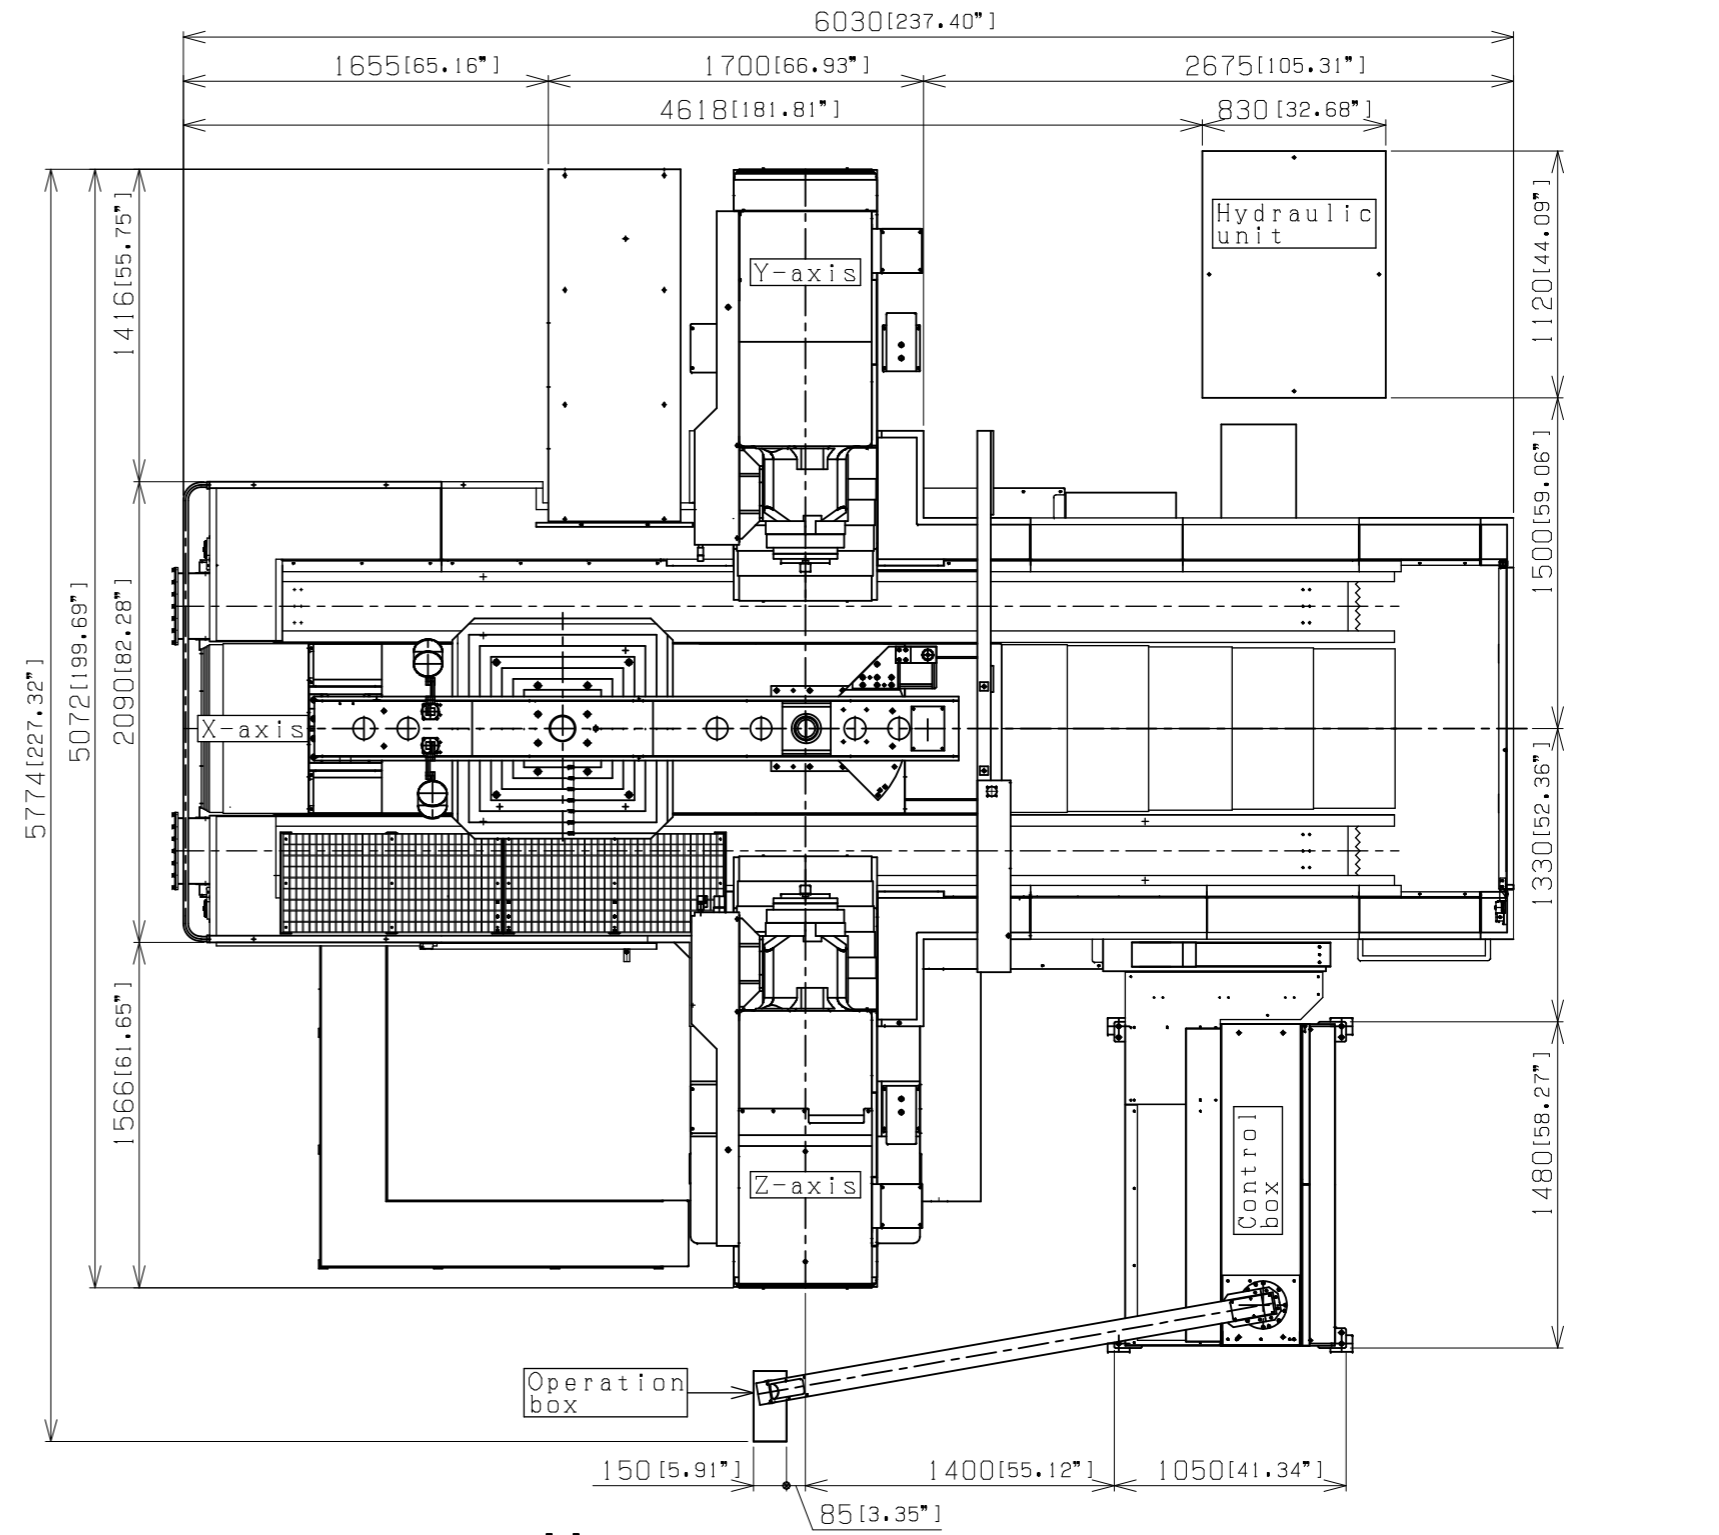 6030[237.40"]
1655[65.16"]
1700[66.93"]
2675[105.31"]
4618[181.81"]
830[32.68"]
1416[55.75"]
1120[44.09"]
Hydraulic
unit
Y-axis
1500[59.06"]
5774[227.32"]
5072[199.69"]
2090[82.28"]
X-axis
1330[52.36"]
1566[61.65"]
Z-axis
Control
box
1480[58.27"]
Operation
box
150[5.91"]
1400[55.12"]
1050[41.34"]
85[3.35"]